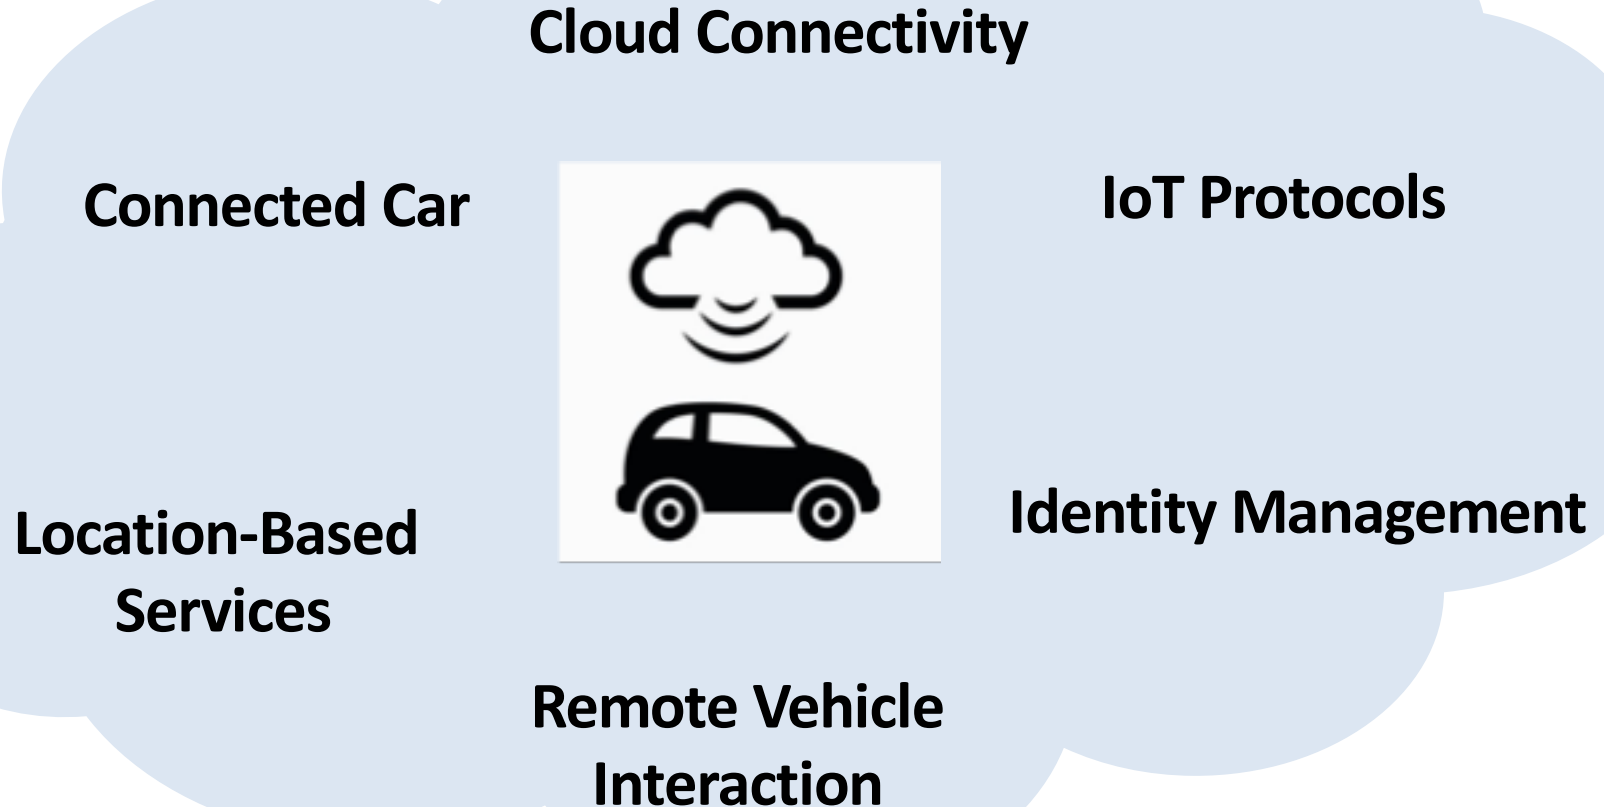 Cloud Connectivity
Connected Car
IoT Protocols
Location-Based
Services
Identity Management
Remote Vehicle
Interaction